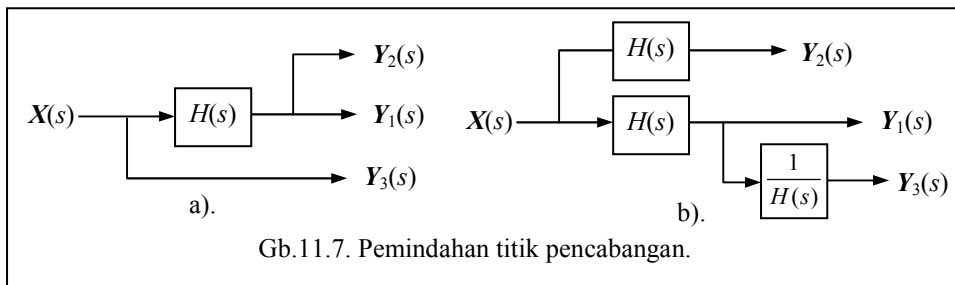 X(s)
H(s)
Y2(s)
Y1(s)
Y3(s)
a).
X(s)
H(s)
Y2(s)
H(s)
Y1(s)
1
H(s)
Y3(s)
b).
Gb.11.7. Pemindahan titik pencabangan.